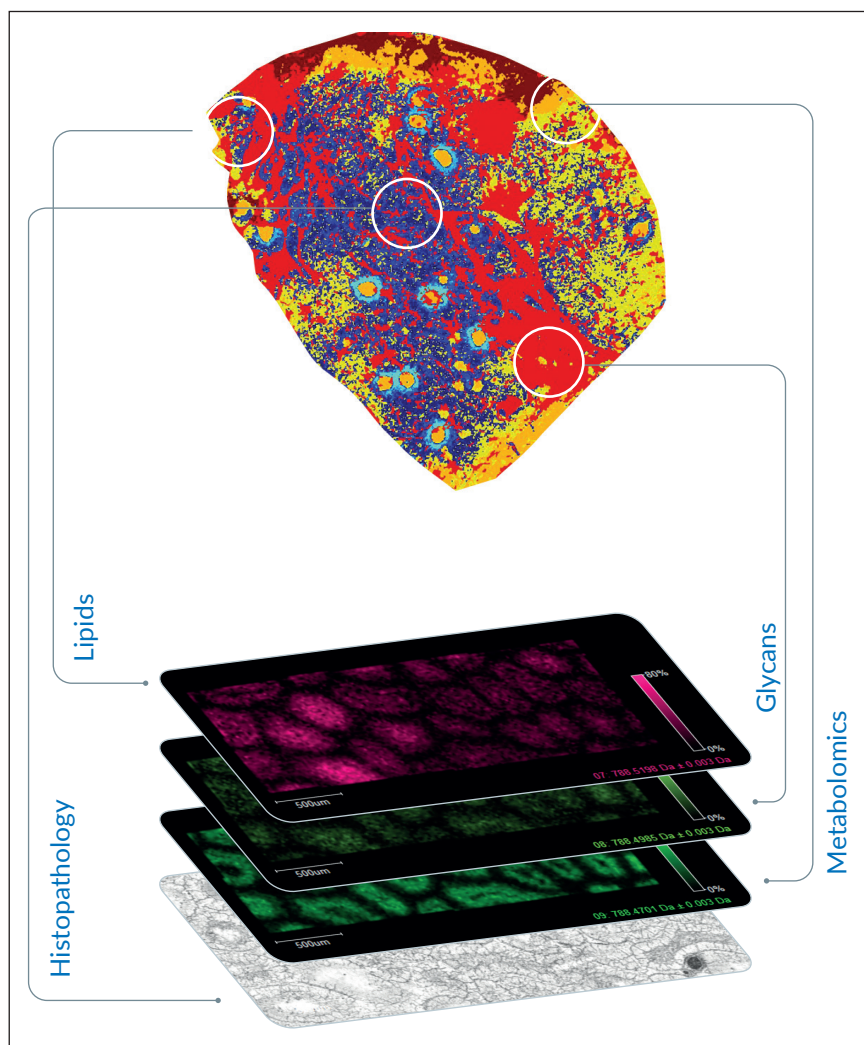 Lipids
Glycans
Metabolomics
Histopathology
80%
0%
07. 788.5198 Da ± 0.003 Da
500um
0%
08. 788.4985 Da ± 0.003 Da
500um
0%
09. 788.4701 Da ± 0.003 Da
500um